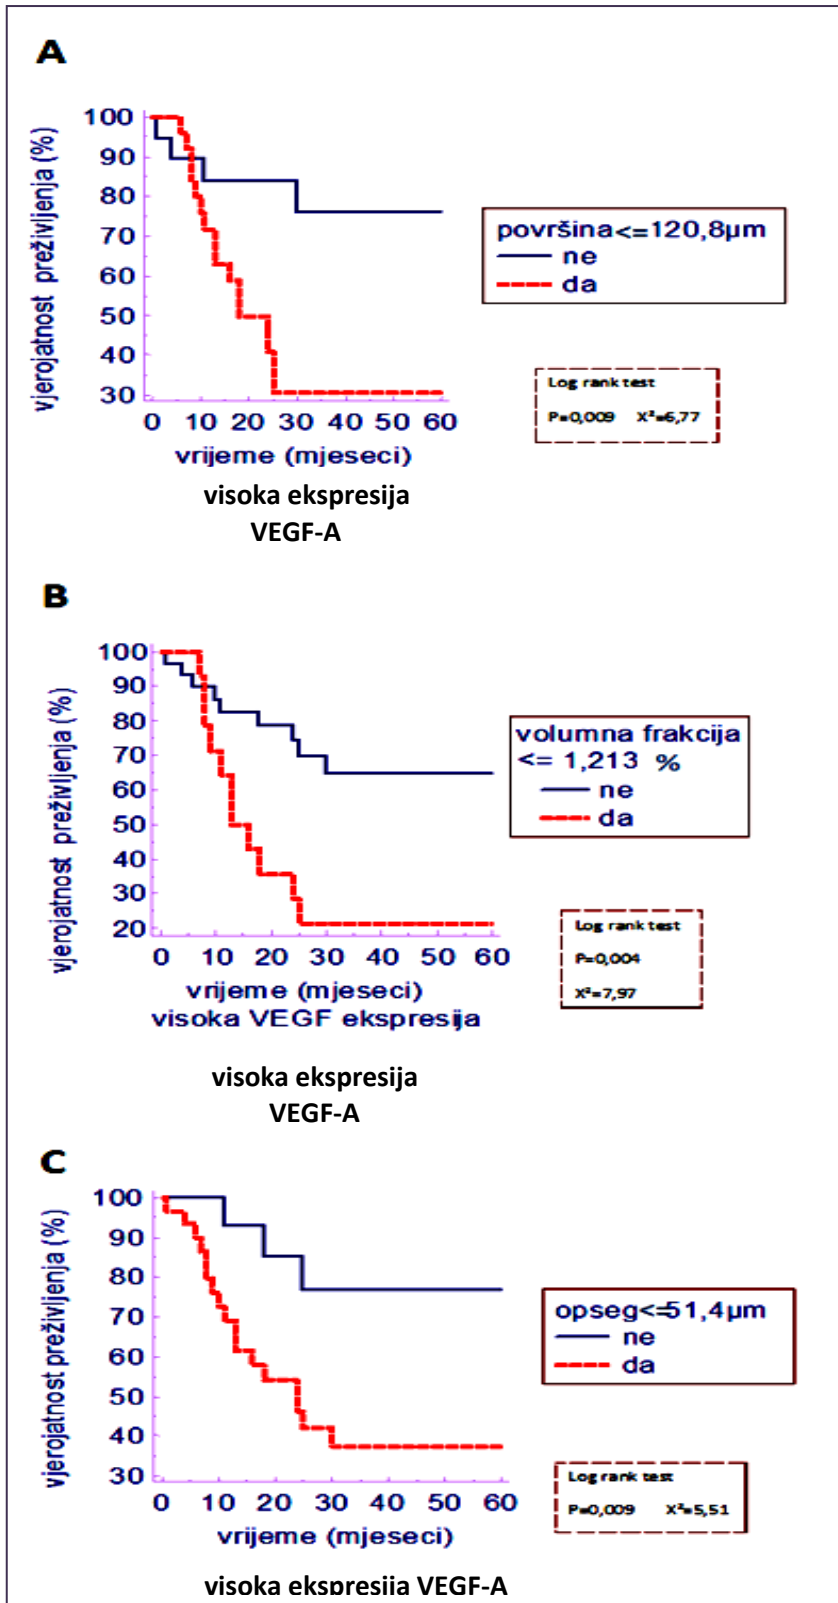 A
vjerojatnost preživljenja (%)
100
90
80
70
60
50
40
30
0 10 20 30 40 50 60
vrijeme (mjeseci)
površina<=120,8µm
ne
da
Log rank test
P=0,009 X²=6,77
visoka ekspresija
VEGF-A
B
vjerojatnost preživljenja (%)
100
90
80
70
60
50
40
30
20
0 10 20 30 40 50 60
vrijeme (mjeseci)
visoka VEGF ekspresija
volumna frakcija
<= 1,213 %
ne
da
Log rank test
P=0,004
X²=7,97
visoka ekspresija
VEGF-A
C
vjerojatnost preživljenja (%)
100
90
80
70
60
50
40
30
0 10 20 30 40 50 60
vrijeme (mjeseci)
opseg<=51,4µm
ne
da
Log rank test
P=0,009 X²=5,51
visoka ekspresija VEGF-A